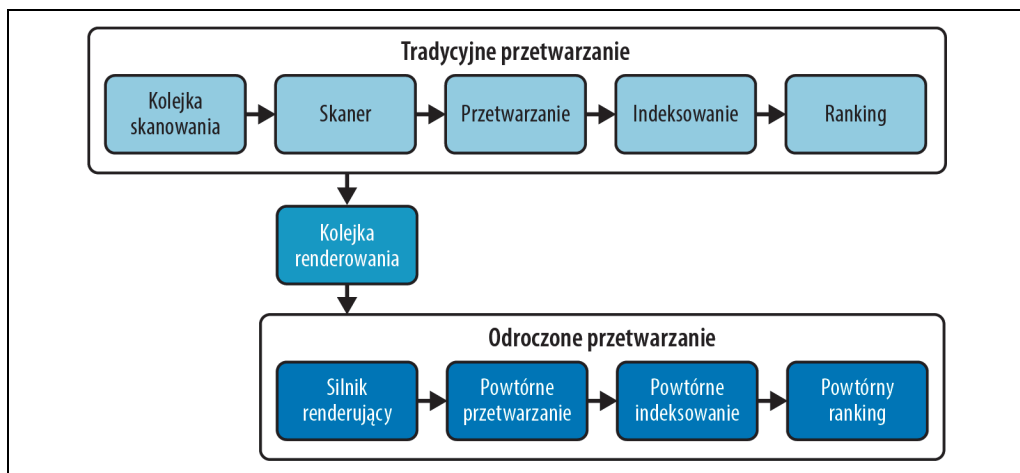 Tradycyjne przetwarzanie
Kolejka
skanowania
Skaner
Przetwarzanie
Indeksowanie
Ranking
Kolejka
renderowania
Odroczone przetwarzanie
Silnik
renderujący
Powtórne
przetwarzanie
Powtórne
indeksowanie
Powtórny
ranking